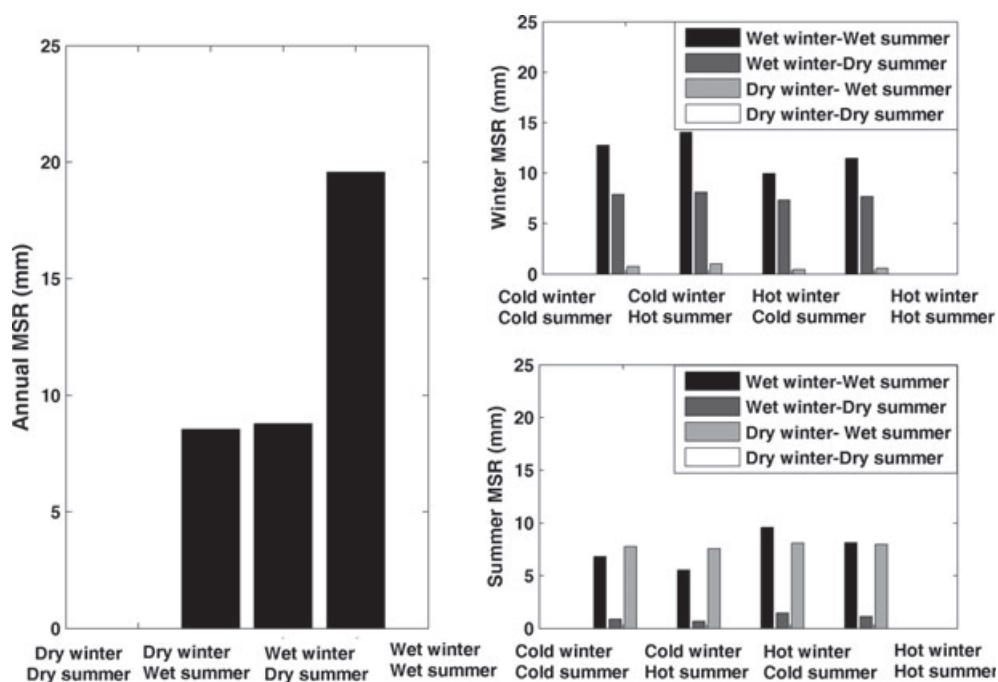 25
20
15
10
5
0
Annual MSR (mm)
Dry winter
Dry summer
Dry winter
Wet summer
Wet winter
Dry summer
Wet winter
Wet summer
25
20
15
10
5
0
Winter MSR (mm)
Wet winter-Wet summer
Wet winter-Dry summer
Dry winter- Wet summer
Dry winter-Dry summer
Cold winter
Cold summer
Cold winter
Hot summer
Hot winter
Cold summer
Hot winter
Hot summer
25
20
15
10
5
0
Summer MSR (mm)
Wet winter-Wet summer
Wet winter-Dry summer
Dry winter- Wet summer
Dry winter-Dry summer
Cold winter
Cold summer
Cold winter
Hot summer
Hot winter
Cold summer
Hot winter
Hot summer